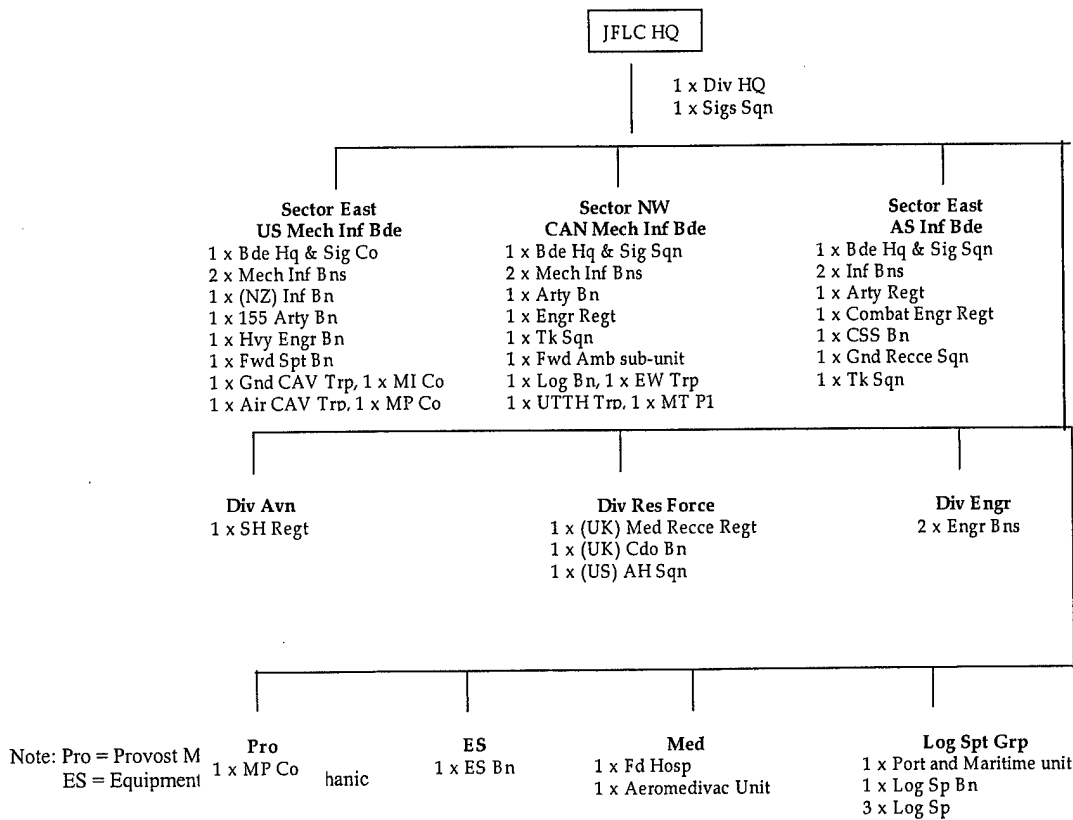 JFLC HQ
1 x Div HQ
1 x Sigs Sqn
Sector East
US Mech Inf Bde
1 x Bde Hq & Sig Co
2 x Mech Inf Bns
1 x (NZ) Inf Bn
1 x 155 Arty Bn
1 x Hvy Engr Bn
1 x Fwd Spt Bn
1 x Gnd CAV Trp, 1 x MI Co
1 x Air CAV Trp, 1 x MP Co
Sector NW
CAN Mech Inf Bde
1 x Bde Hq & Sig Sqn
2 x Mech Inf Bns
1 x Arty Bn
1 x Engr Regt
1 x Tk Sqn
1 x Fwd Amb sub-unit
1 x Log Bn, 1 x EW Trp
1 x UTTH Trp, 1 x MT P1
Sector East
AS Inf Bde
1 x Bde Hq & Sig Sqn
2 x Inf Bns
1 x Arty Regt
1 x Combat Engr Regt
1 x CSS Bn
1 x Gnd Recce Sqn
1 x Tk Sqn
Div Avn
1 x SH Regt
Div Res Force
1 x (UK) Med Recce Regt
1 x (UK) Cdo Bn
1 x (US) AH Sqn
Div Engr
2 x Engr Bns
Pro
1 x MP Co
ES
1 x ES Bn
Med
1 x Fd Hosp
1 x Aeromedivac Unit
Log Spt Grp
1 x Port and Maritime unit
1 x Log Sp Bn
3 x Log Sp
Note: Pro = Provost M
ES = Equipment hanic